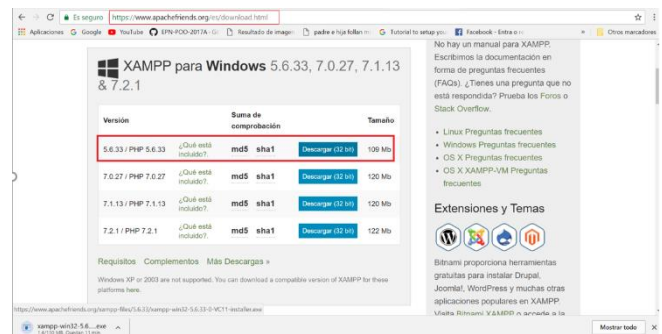 Es seguro https://www.apachefriends.org/es/download.html
Aplicaciones Google YouTube EPN-POO-2017A - G Resultado de imagen padre e hija follan Tutorial to setup you Facebook - Entra o Otros marcadores
XAMPP para Windows 5.6.33, 7.0.27, 7.1.13
& 7.2.1
Versión Suma de comprobación Tamaño
5.6.33 / PHP 5.6.33 ¿Qué está incluido? md5 sha1 Descargar (32 bit) 109 Mb
7.0.27 / PHP 7.0.27 ¿Qué está incluido? md5 sha1 Descargar (32 bit) 120 Mb
7.1.13 / PHP 7.1.13 ¿Qué está incluido? md5 sha1 Descargar (32 bit) 120 Mb
7.2.1 / PHP 7.2.1 ¿Qué está incluido? md5 sha1 Descargar (32 bit) 122 Mb
Requisitos Complementos Más Descargas »
Windows XP or 2003 are not supported. You can download a compatible version of XAMPP for these
platforms here.
No hay un manual para XAMPP.
Escribimos la documentación en
forma de preguntas frecuentes
(FAQs). ¿Tienes una pregunta que no
está respondida? Prueba los Foros o
Stack Overflow.
Linux Preguntas frecuentes
Windows Preguntas frecuentes
OS X Preguntas frecuentes
OS X XAMPP-VM Preguntas
frecuentes
Extensiones y Temas
Bitnami proporciona herramientas
gratuitas para instalar Drupal,
Joomla!, WordPress y muchas otras
aplicaciones populares en XAMPP.
Visita Bitnami XAMPP o accede a la
https://www.apachefriends.org/xampp-files/5.6.33/xampp-win32-5.6.33-0-VC11-installer.exe
xampp-win32-5.6....exe
Mostrar todo